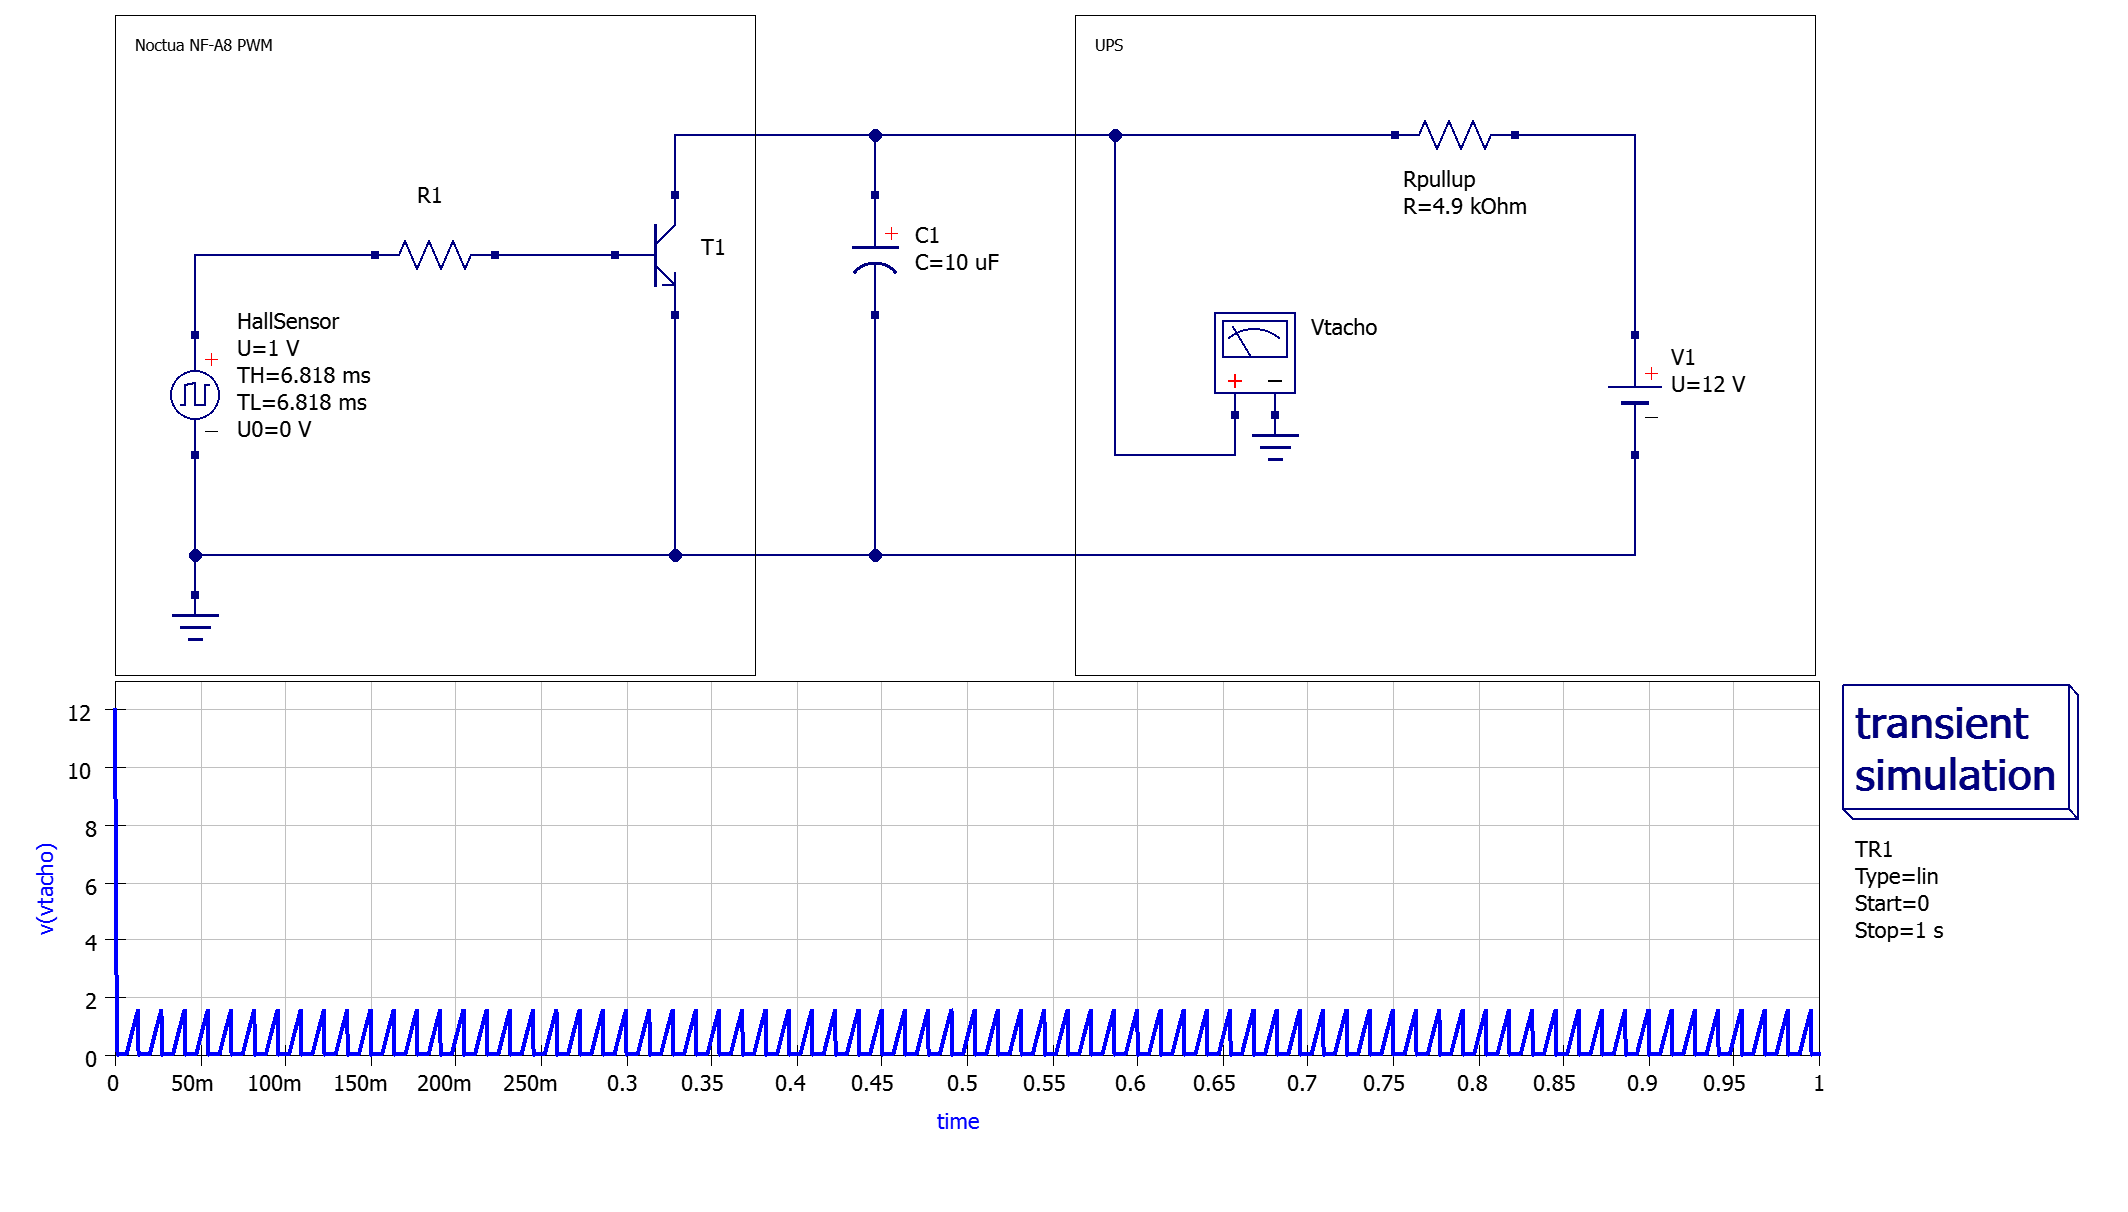 Noctua NF-A8 PWM
UPS
R1
T1
HallSensor
U=1 V
TH=6.818 ms
TL=6.818 ms
U0=0 V
+
−
+
C1
C=10 uF
Rpullup
R=4.9 kOhm
Vtacho
+ −
V1
U=12 V
+
−
12
10
8
6
4
2
0
v(vtacho)
0 50m 100m 150m 200m 250m 0.3 0.35 0.4 0.45 0.5 0.55 0.6 0.65 0.7 0.75 0.8 0.85 0.9 0.95 1
time
transient
simulation
TR1
Type=lin
Start=0
Stop=1 s